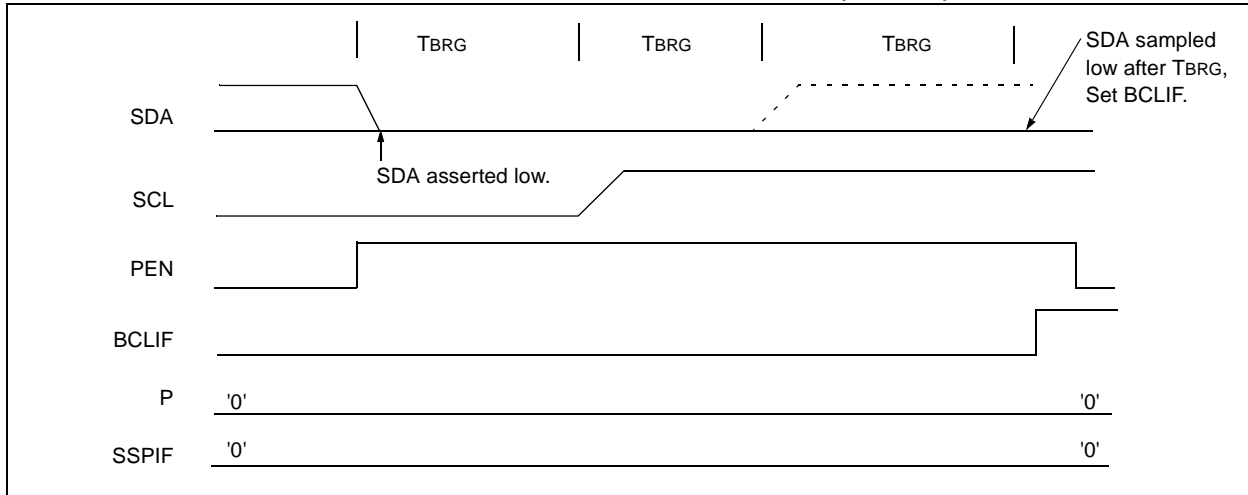 TBRG TBRG TBRG
SDA sampled
low after TBRG,
Set BCLIF.
SDA
SDA asserted low.
SCL
PEN
BCLIF
P '0' '0'
SSPIF '0' '0'